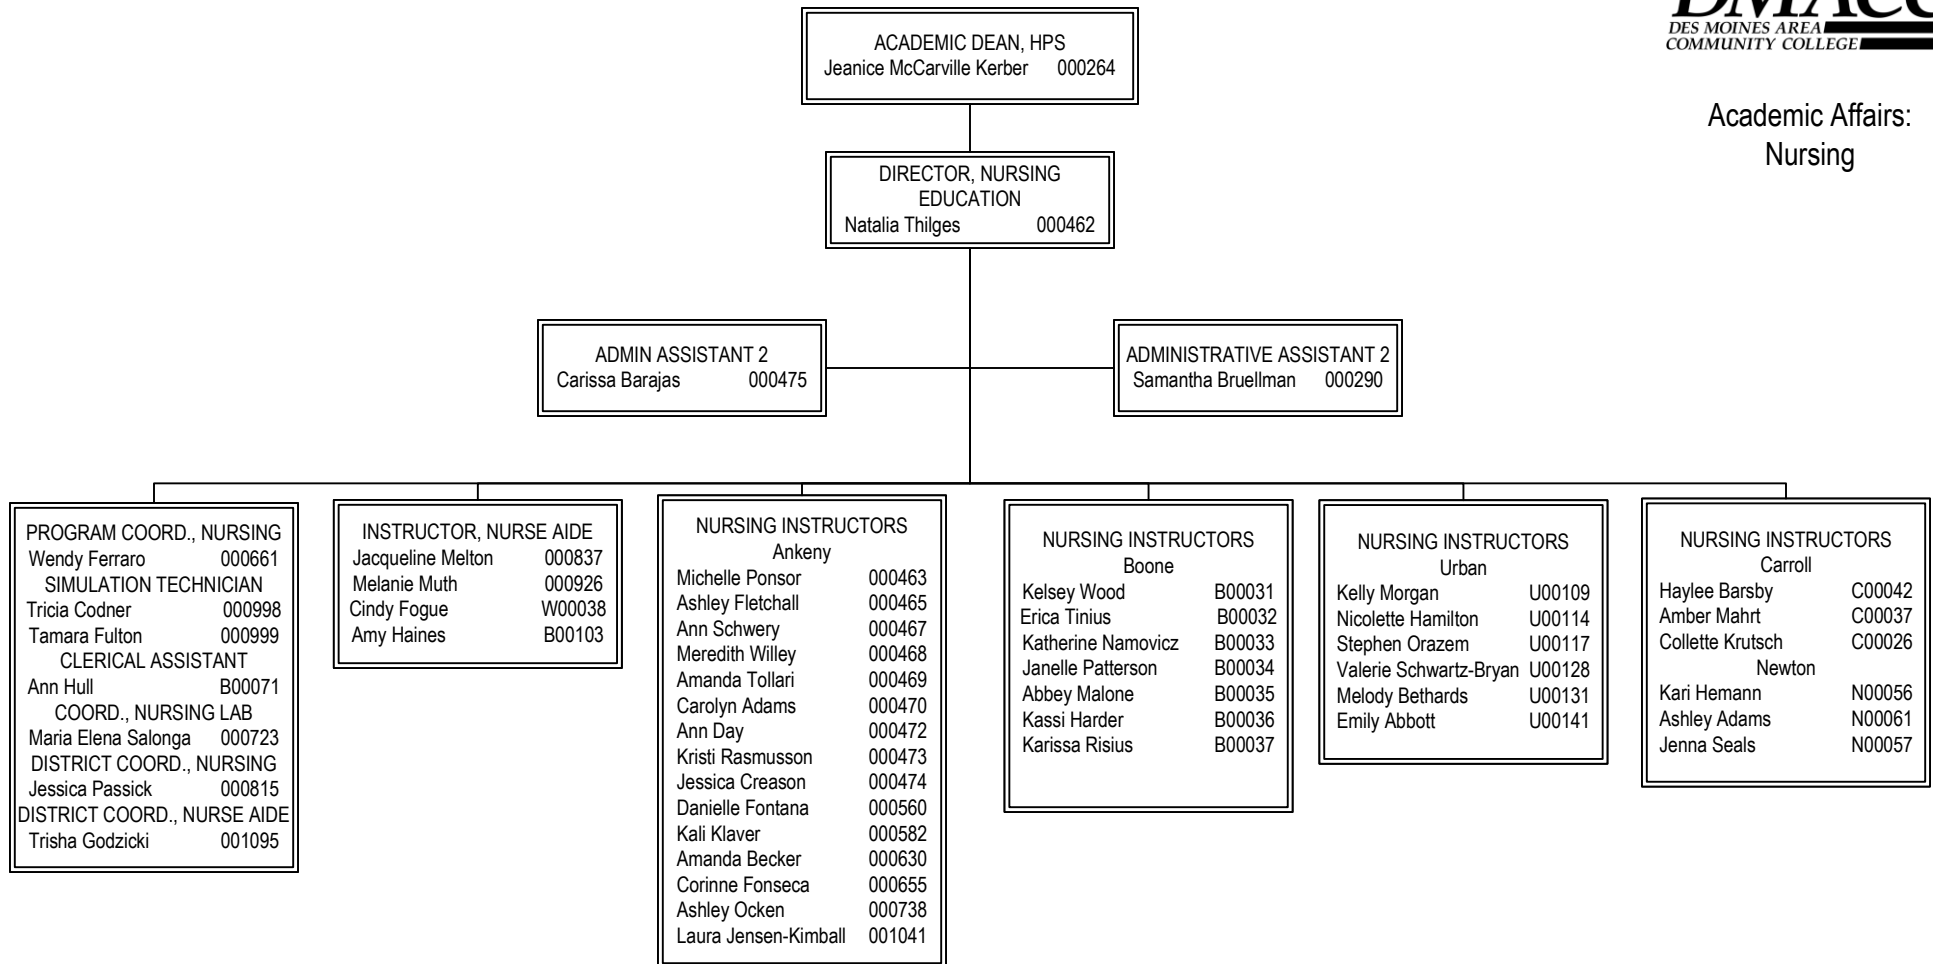 DMACC
DES MOINES AREA
COMMUNITY COLLEGE
Academic Affairs:
Nursing
ACADEMIC DEAN, HPS
Jeanice McCarville Kerber 000264
DIRECTOR, NURSING
EDUCATION
Natalia Thilges 000462
ADMIN ASSISTANT 2
Carissa Barajas 000475
ADMINISTRATIVE ASSISTANT 2
Samantha Bruellman 000290
PROGRAM COORD., NURSING
Wendy Ferraro 000661
SIMULATION TECHNICIAN
Tricia Codner 000998
Tamara Fulton 000999
CLERICAL ASSISTANT
Ann Hull B00071
COORD., NURSING LAB
Maria Elena Salonga 000723
DISTRICT COORD., NURSING
Jessica Passick 000815
DISTRICT COORD., NURSE AIDE
Trisha Godzicki 001095
INSTRUCTOR, NURSE AIDE
Jacqueline Melton 000837
Melanie Muth 000926
Cindy Fogue W00038
Amy Haines B00103
NURSING INSTRUCTORS
Ankeny
Michelle Ponsor 000463
Ashley Fletchall 000465
Ann Schwery 000467
Meredith Willey 000468
Amanda Tollari 000469
Carolyn Adams 000470
Ann Day 000472
Kristi Rasmusson 000473
Jessica Creason 000474
Danielle Fontana 000560
Kali Klaver 000582
Amanda Becker 000630
Corinne Fonseca 000655
Ashley Ocken 000738
Laura Jensen-Kimball 001041
NURSING INSTRUCTORS
Boone
Kelsey Wood B00031
Erica Tinius B00032
Katherine Namovicz B00033
Janelle Patterson B00034
Abbey Malone B00035
Kassi Harder B00036
Karissa Risius B00037
NURSING INSTRUCTORS
Urban
Kelly Morgan U00109
Nicolette Hamilton U00114
Stephen Orazem U00117
Valerie Schwartz-Bryan U00128
Melody Bethards U00131
Emily Abbott U00141
NURSING INSTRUCTORS
Carroll
Haylee Barsby C00042
Amber Mahrt C00037
Collette Krutsch C00026
Newton
Kari Hemann N00056
Ashley Adams N00061
Jenna Seals N00057